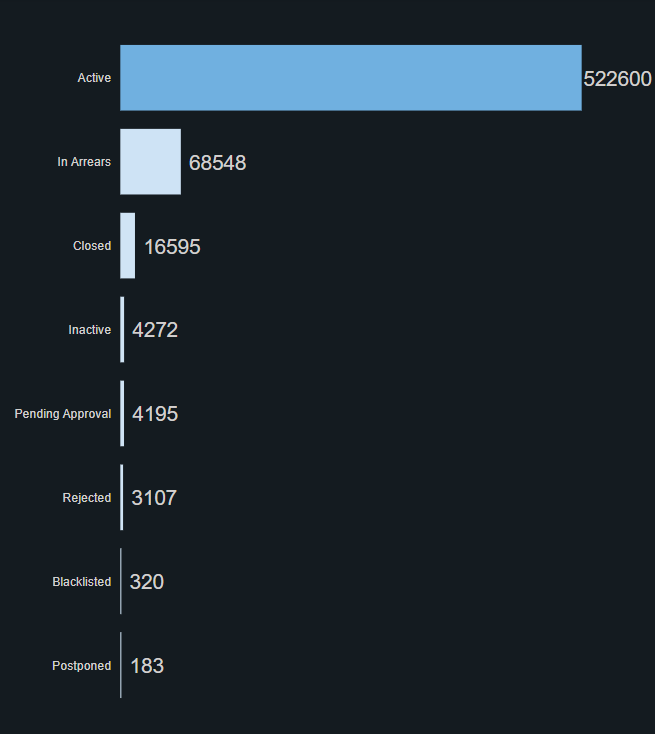 Active 522600
In Arrears 68548
Closed 16595
Inactive 4272
Pending Approval 4195
Rejected 3107
Blacklisted 320
Postponed 183